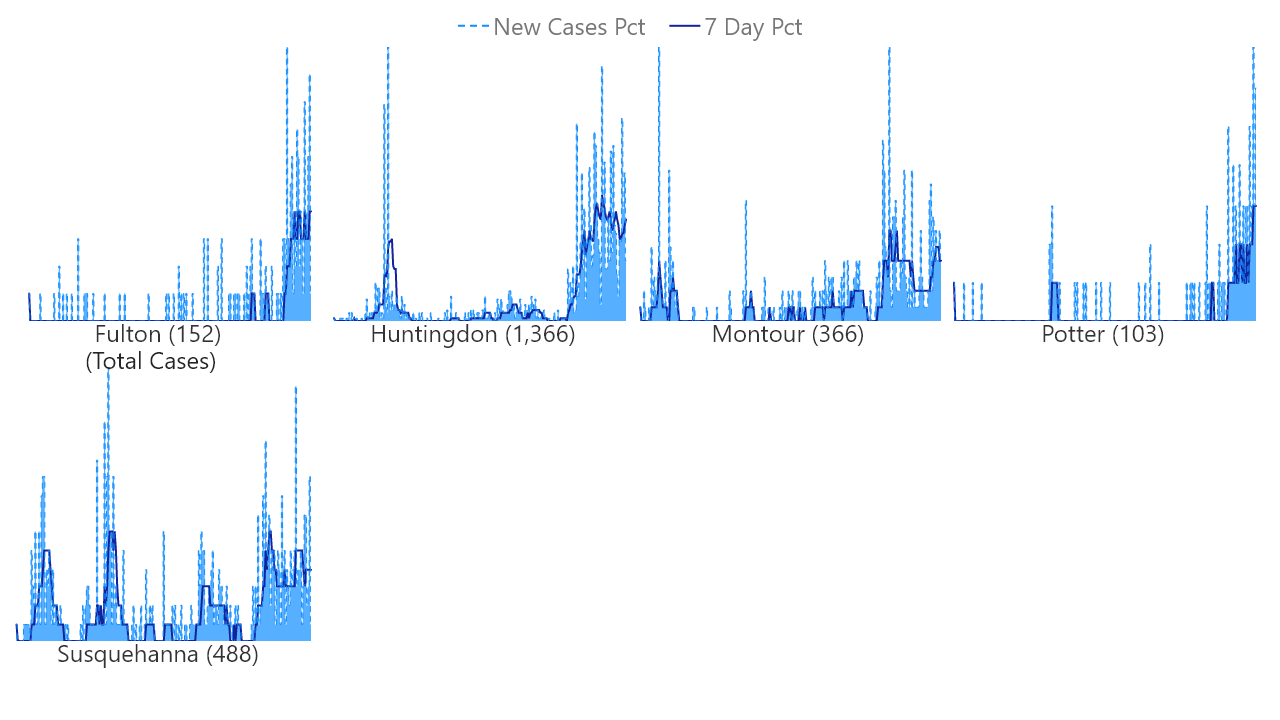 New Cases Pct 7 Day Pct
Fulton (152)
(Total Cases)
Huntingdon (1,366)
Montour (366)
Potter (103)
Susquehanna (488)